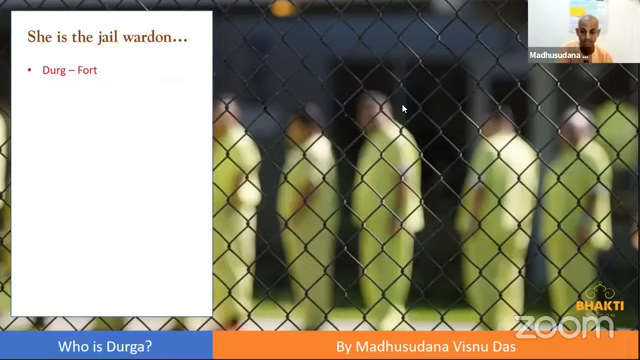 She is the jail wardon...
• Durg – Fort
Madhusudana
BHAKTI
zoom
Who is Durga?
By Madhusudana Visnu Das